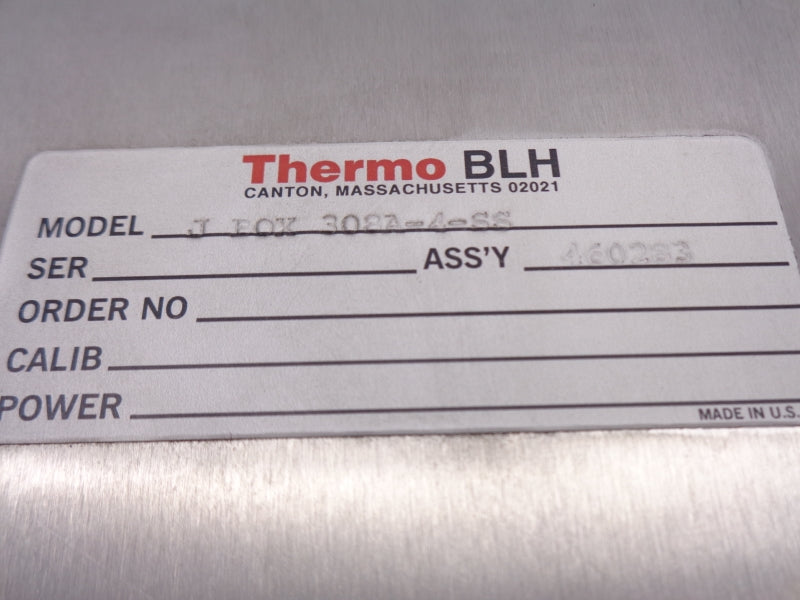 Thermo BLH
CANTON, MASSACHUSETTS 02021
MODEL J BOX 308A-4-SS
SER ASS'Y 460283
ORDER NO
CALIB
POWER
MADE IN U.S.